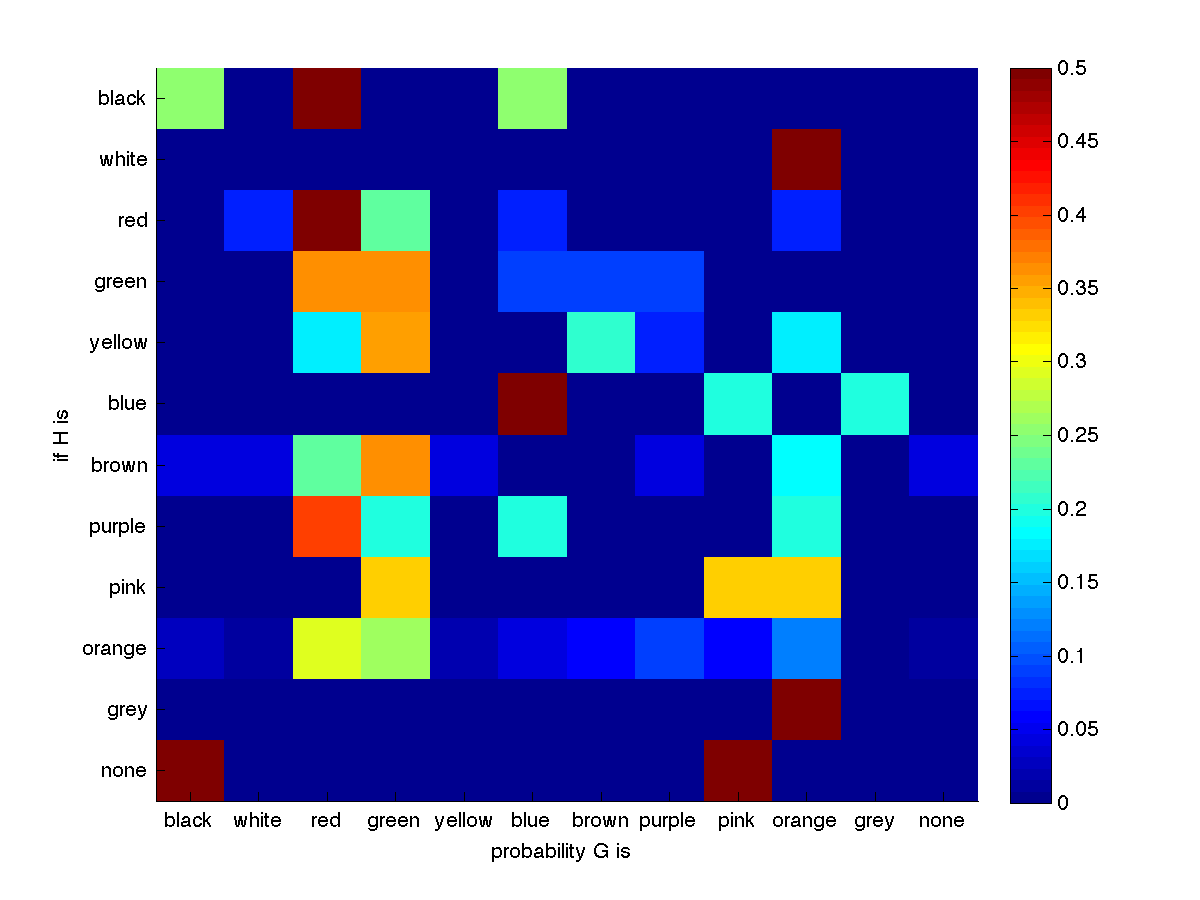 black
white
red
green
yellow
blue
brown
purple
pink
orange
grey
none
if H is
black white red green yellow blue brown purple pink orange grey none
probability G is
0.5
0.45
0.4
0.35
0.3
0.25
0.2
0.15
0.1
0.05
0